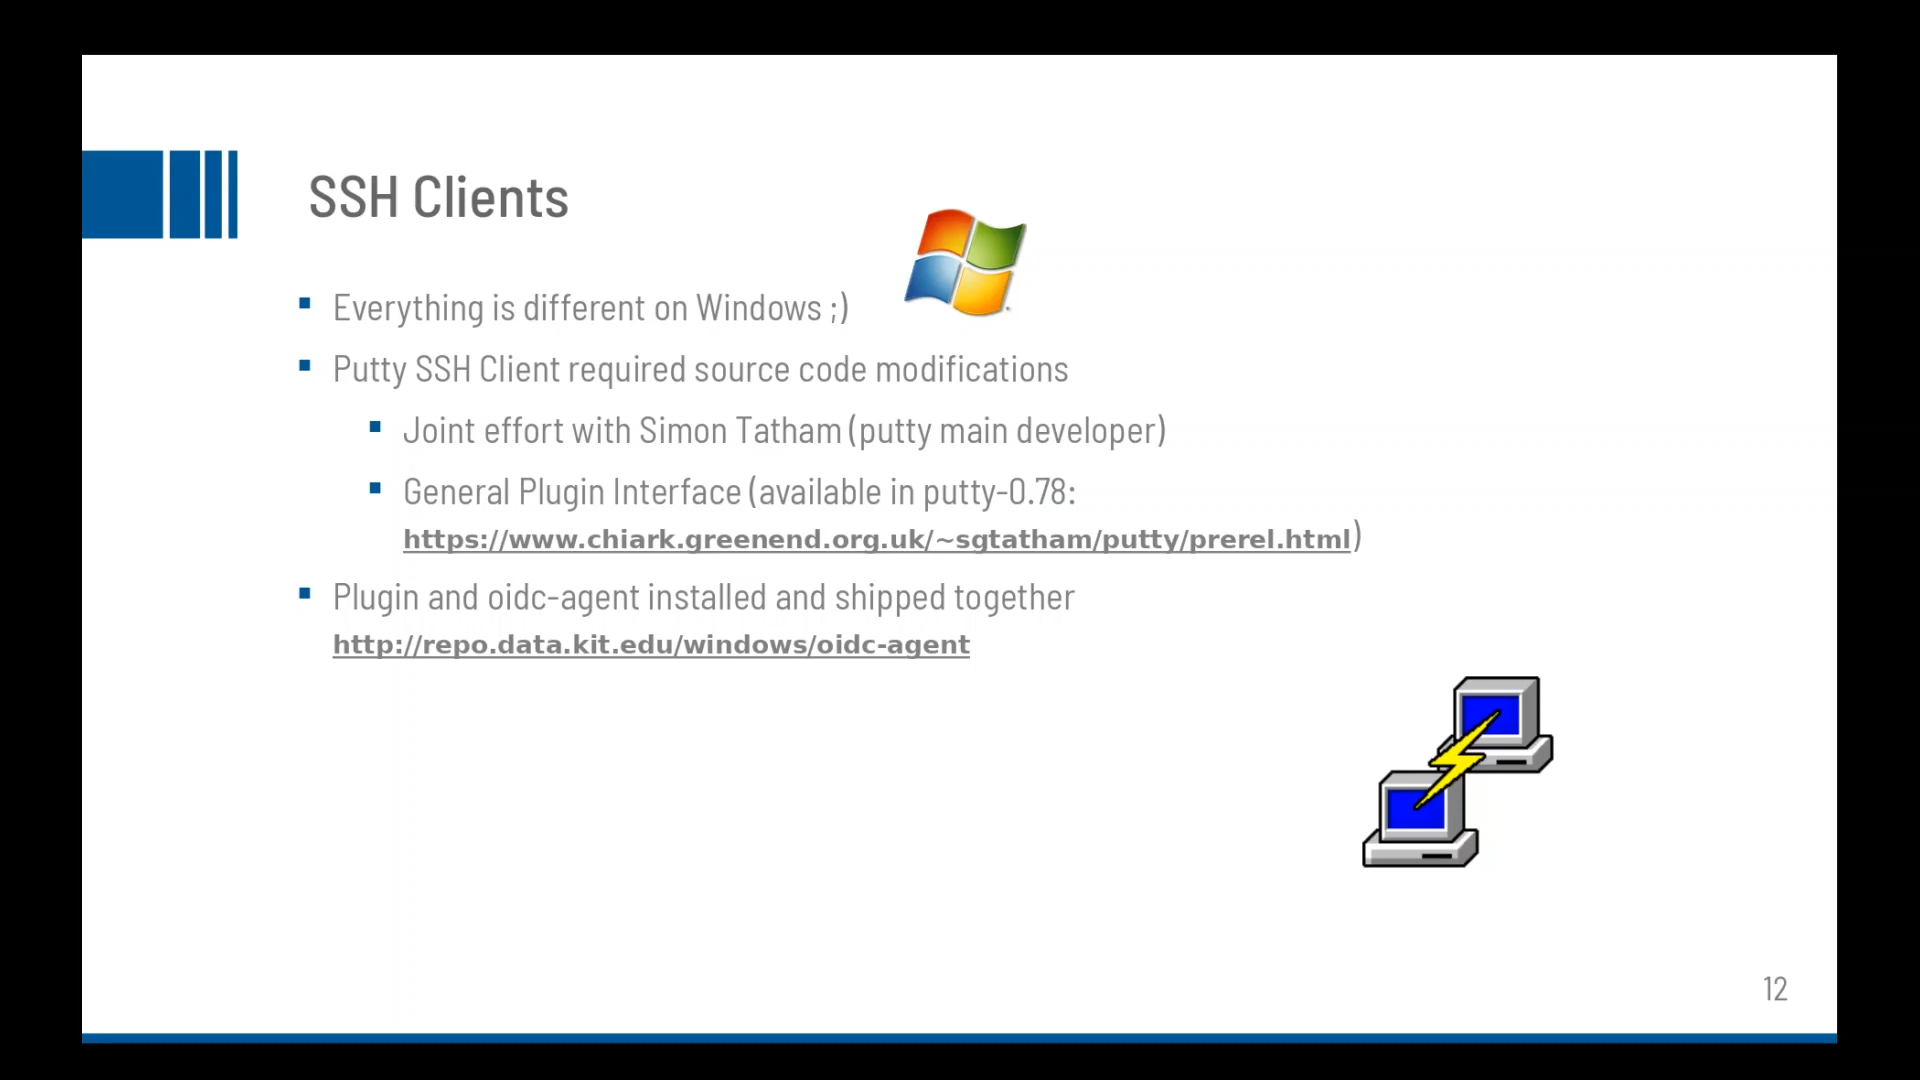 SSH Clients
Everything is different on Windows ;)
Putty SSH Client required source code modifications
Joint effort with Simon Tatham (putty main developer)
General Plugin Interface (available in putty-0.78:
https://www.chiark.greenend.org.uk/~sgtatham/putty/prerel.html)
Plugin and oidc-agent installed and shipped together
http://repo.data.kit.edu/windows/oidc-agent
12